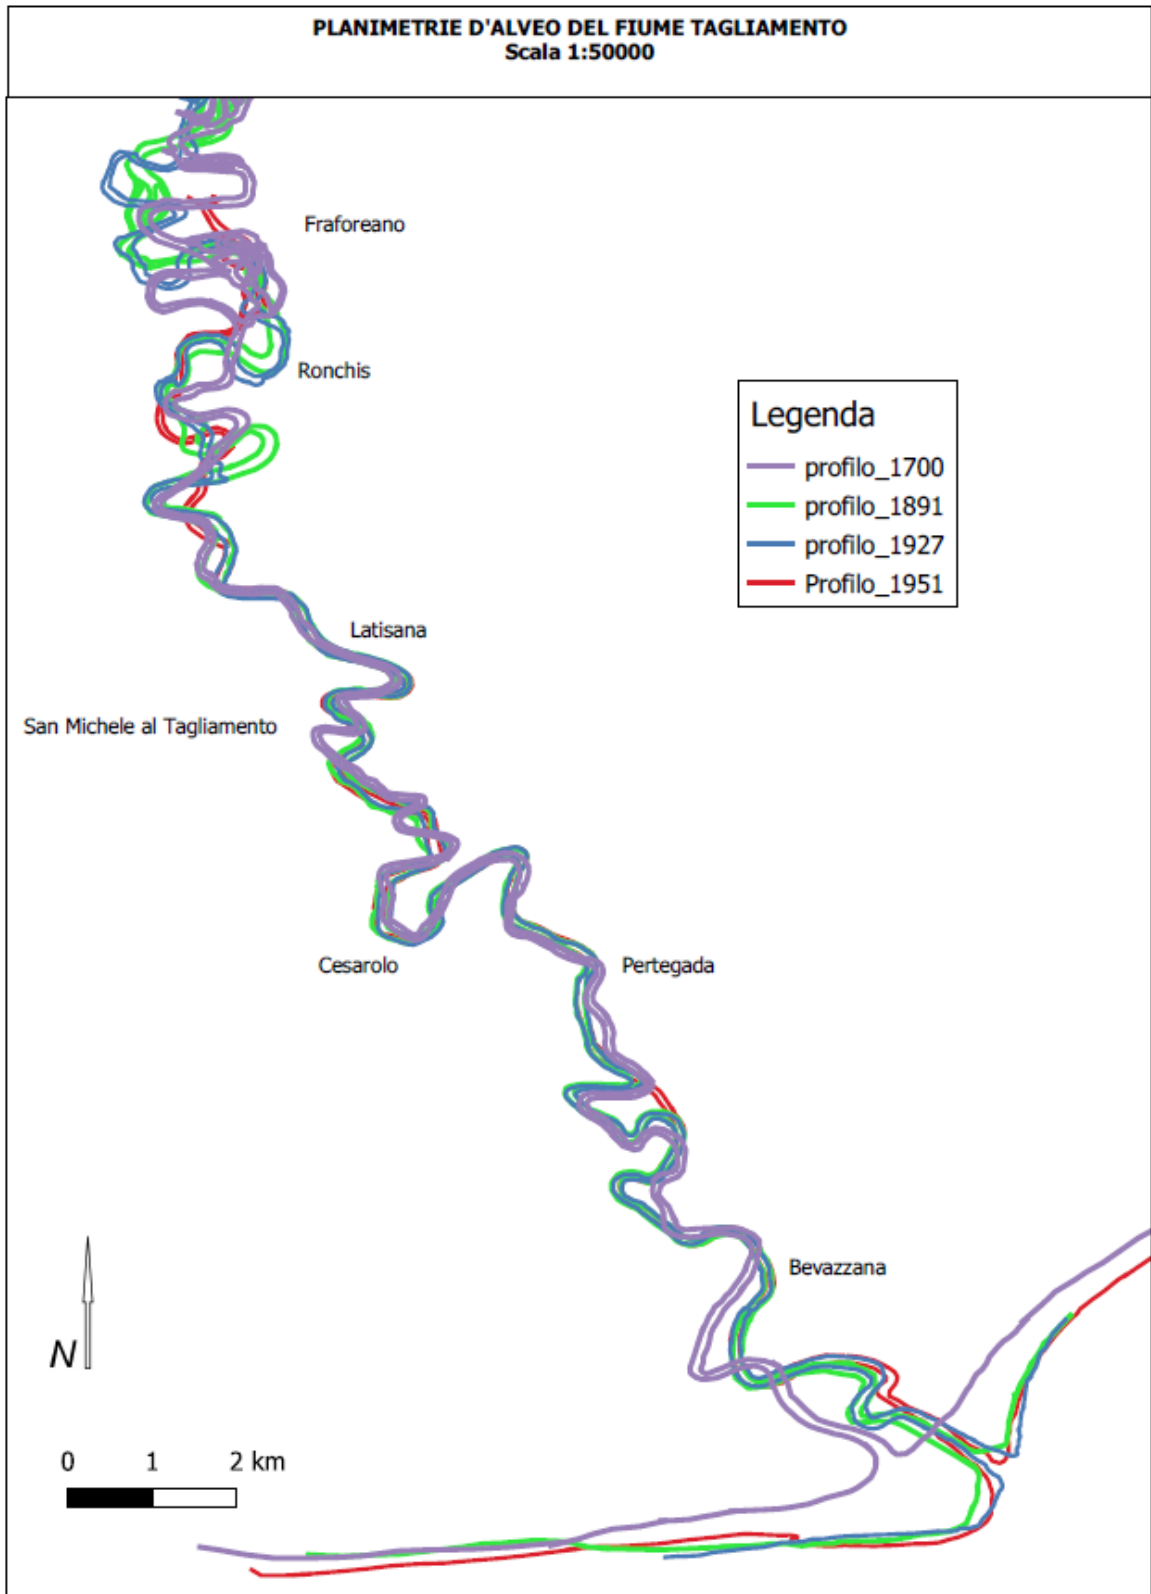 PLANIMETRIE D'ALVEO DEL FIUME TAGLIAMENTO
Scala 1:50000
Fraforeano
Ronchis
Legenda
profilo_1700
profilo_1891
profilo_1927
Profilo_1951
Latisana
San Michele al Tagliamento
Cesarolo
Pertegada
Bevazzana
N
0 1 2 km